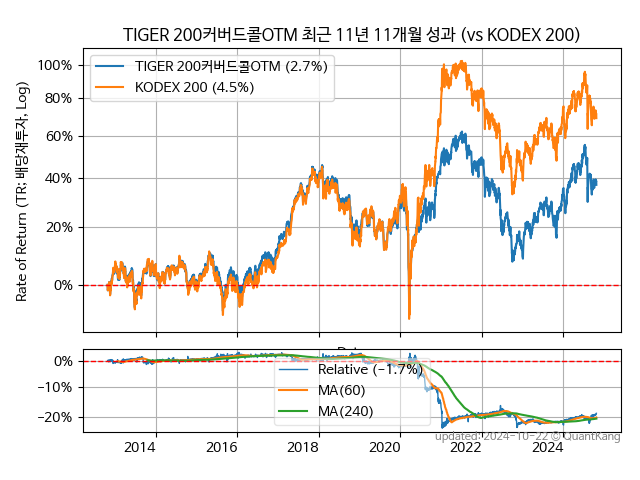 TIGER 200커버드콜OTM 최근 11년 11개월 성과 (vs KODEX 200)
Rate of Return (TR; 배당재투자, Log)
100%
80%
60%
40%
20%
0%
TIGER 200커버드콜OTM (2.7%)
KODEX 200 (4.5%)
0%
−10%
−20%
Relative (−1.7%)
MA(60)
MA(240)
2014 2016 2018 2020 2022 2024
updated: 2024-10-22 © QuantKang